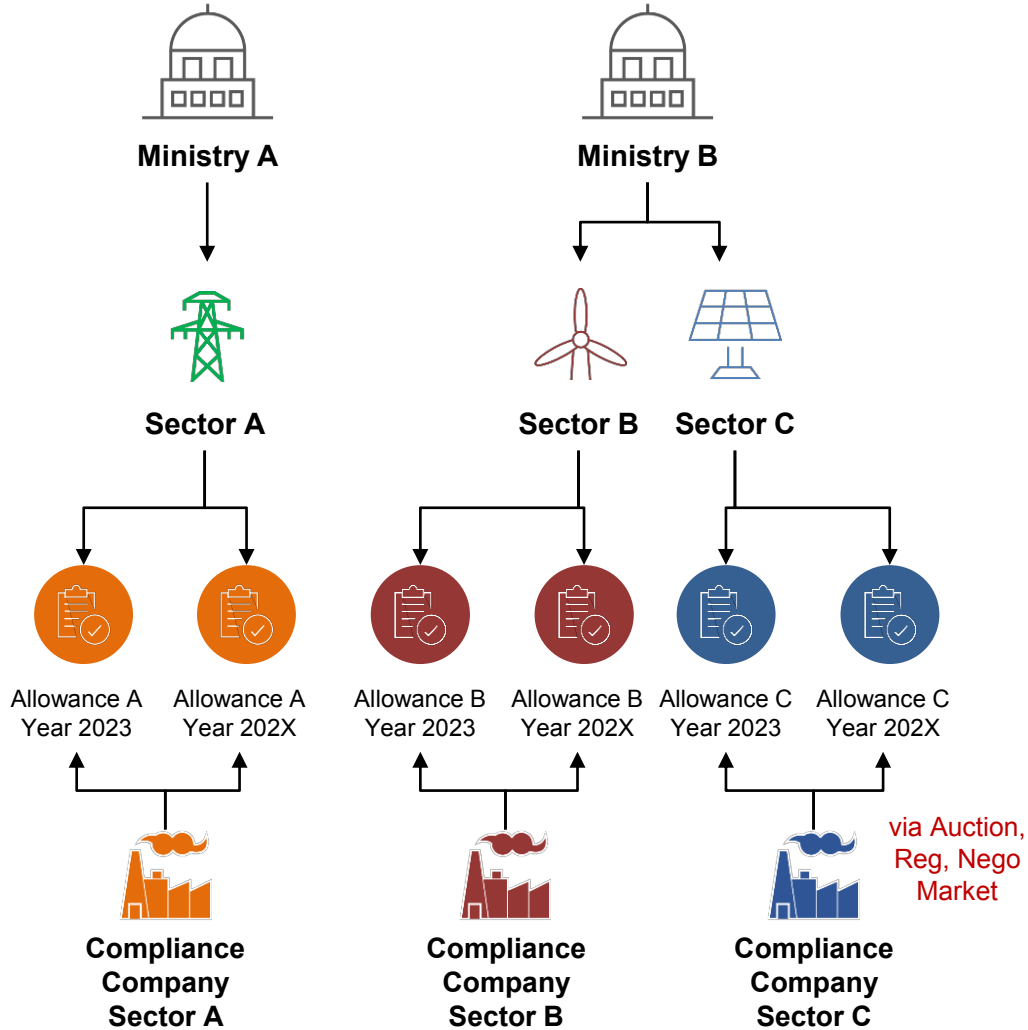 Ministry A
Ministry B
Sector A
Sector B
Sector C
Allowance A
Year 2023
Allowance A
Year 202X
Allowance B
Year 2023
Allowance B
Year 202X
Allowance C
Year 2023
Allowance C
Year 202X
via Auction,
Reg, Nego
Market
Compliance
Company
Sector A
Compliance
Company
Sector B
Compliance
Company
Sector C